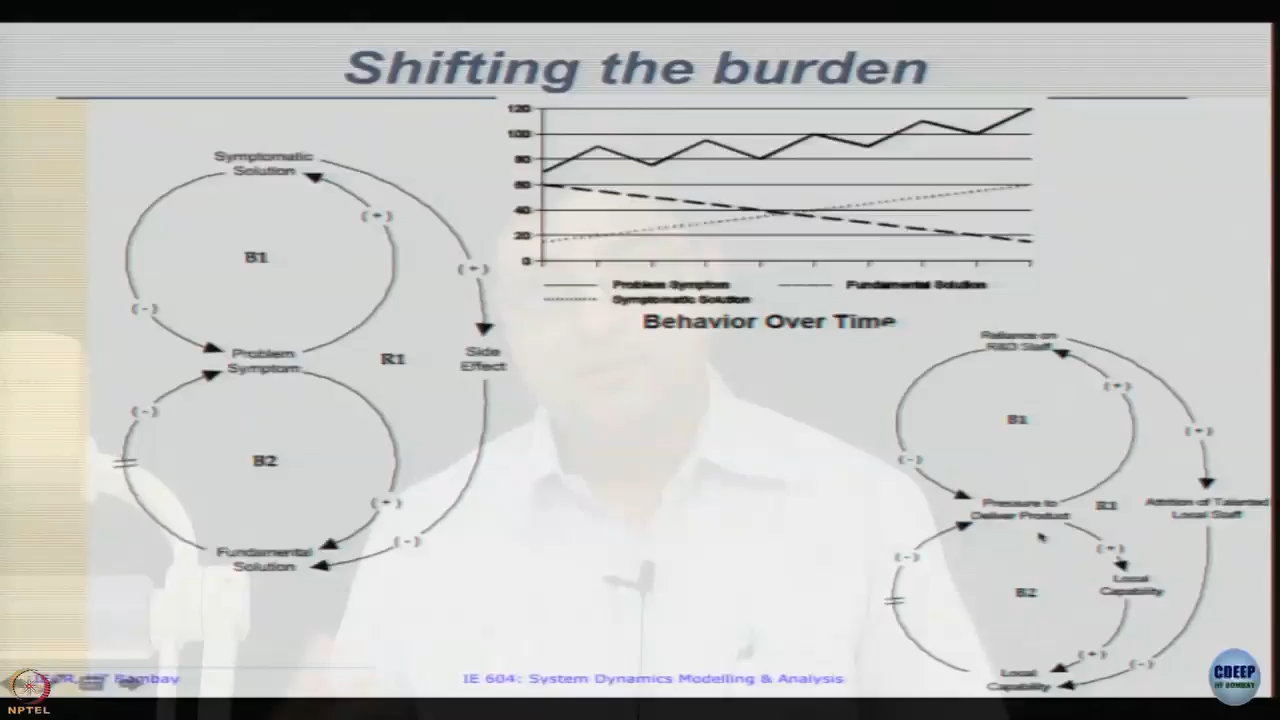 Shifting the burden
Symptomatic
Solution
(+)
B1
(+)
(-)
Problem
Symptom
R1
Side
Effect
(-)
B2
(+)
(-)
Fundamental
Solution
120
100
80
60
40
20
0
Problem Symptom
Fundamental Solution
Symptomatic Solution
Behavior Over Time
Reliance on
R&D Staff
(+)
B1
(+)
(-)
Pressure to
Deliver Product
R1
Attrition of Talented
Local Staff
(-)
(+)
Local
Capability
B2
(+)
(-)
Local
Capability
Bombay
IE 604: System Dynamics Modelling & Analysis
CDEEP
IIT BOMBAY
NPTEL